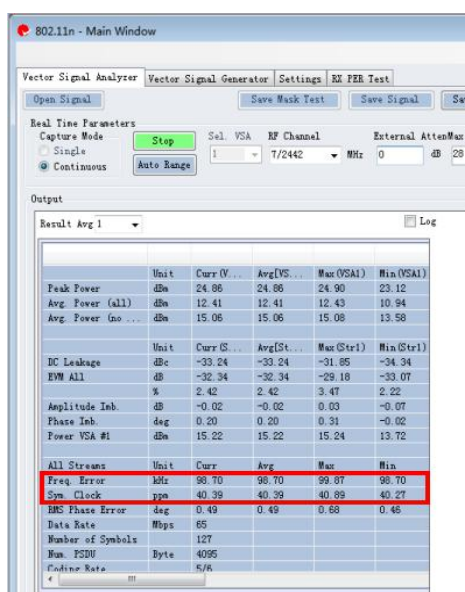 802.11n - Main Window
Vector Signal Analyzer Vector Signal Generator Settings RX PER Test
Open Signal Save Mask Test Save Signal
Real Time Parameters
Capture Mode Stop Sel. VSA RF Channel External Atten Max
Single 1 7/2442 MHz 0 dB 28
Continuous Auto Range
Output
Result Avg 1 Log
Unit Curr(V... Avg[VS... Max(VSA1) Min(VSA1)
Peak Power dBm 24.86 24.86 24.90 23.12
Avg. Power (all) dBm 12.41 12.41 12.43 10.94
Avg. Power (no ... dBm 15.06 15.06 15.08 13.58
Unit Curr(S... Avg[St... Max(Str1) Min(Str1)
DC Leakage dBc -33.24 -33.24 -31.85 -34.34
EVM All dB -32.34 -32.34 -29.18 -33.07
% 2.42 2.42 3.47 2.22
Amplitude Imb. dB -0.02 -0.02 0.03 -0.07
Phase Imb. deg 0.20 0.20 0.31 -0.02
Power VSA #1 dBm 15.22 15.22 15.24 13.72
All Streams Unit Curr Avg Max Min
Freq. Error kHz 98.70 98.70 99.87 98.70
Sym. Clock ppm 40.39 40.39 40.89 40.27
RMS Phase Error deg 0.49 0.49 0.68 0.46
Data Rate Mbps 65
Number of Symbols 127
Num. PSDU Byte 4095
Coding Rate 5/6